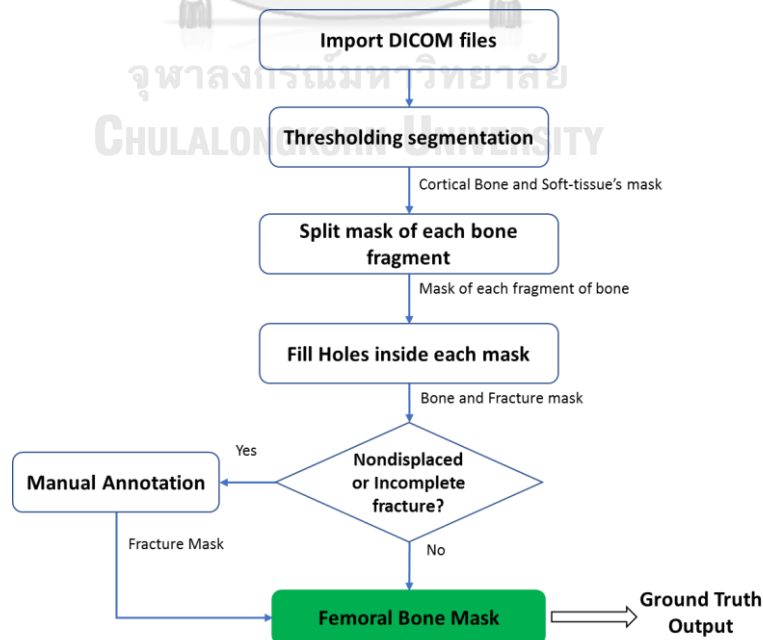 Import DICOM files
จุฬาลงกรณ์มหาวิทยาลัย
CHULALONGKORN UNIVERSITY
Thresholding segmentation
Cortical Bone and Soft-tissue's mask
Split mask of each bone
fragment
Mask of each fragment of bone
Fill Holes inside each mask
Bone and Fracture mask
Yes
Nondisplaced
or Incomplete
fracture?
Manual Annotation
Fracture Mask
No
Femoral Bone Mask
Ground Truth
Output